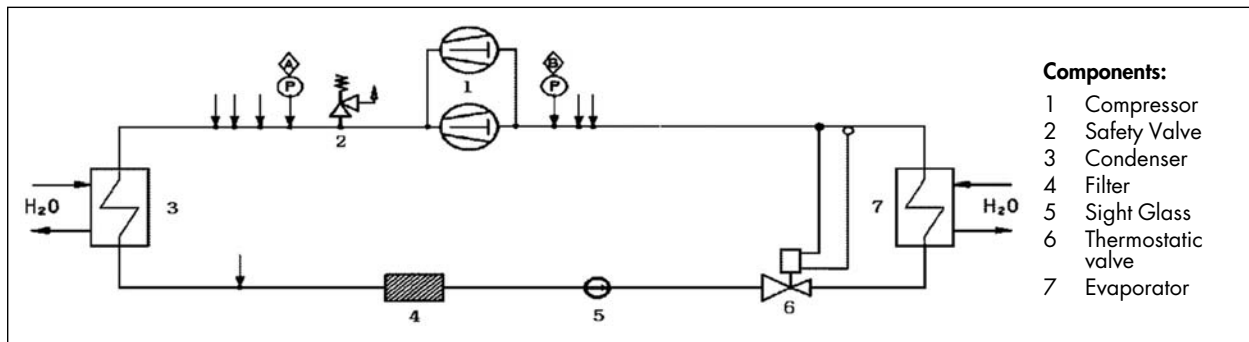 A
P
B
P
1
2
H₂O
3
7
H₂O
4
5
6
Components:
1 Compressor
2 Safety Valve
3 Condenser
4 Filter
5 Sight Glass
6 Thermostatic
valve
7 Evaporator